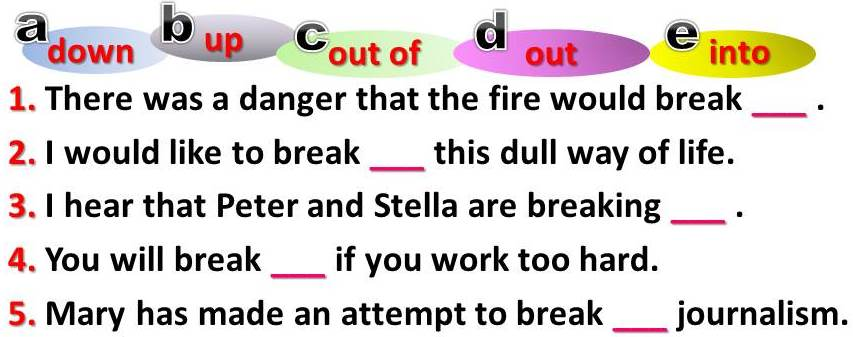 a down b up c out of d out e into
1. There was a danger that the fire would break ___ .
2. I would like to break ___ this dull way of life.
3. I hear that Peter and Stella are breaking ___ .
4. You will break ___ if you work too hard.
5. Mary has made an attempt to break ___ journalism.